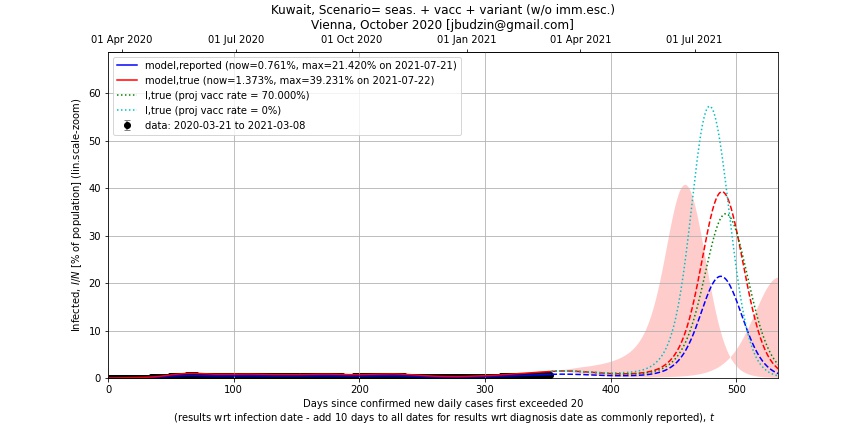 Kuwait, Scenario= seas. + vacc + variant (w/o imm.esc.)
Vienna, October 2020 [jbudzin@gmail.com]
01 Apr 2020 01 Jul 2020 01 Oct 2020 01 Jan 2021 01 Apr 2021 01 Jul 2021
model,reported (now=0.761%, max=21.420% on 2021-07-21)
model,true (now=1.373%, max=39.231% on 2021-07-22)
I,true (proj vacc rate = 70.000%)
I,true (proj vacc rate = 0%)
data: 2020-03-21 to 2021-03-08
Infected, I/N [% of population] (lin.scale-zoom)
60
50
40
30
20
10
0
0 100 200 300 400 500
Days since confirmed new daily cases first exceeded 20
(results wrt infection date - add 10 days to all dates for results wrt diagnosis date as commonly reported), t